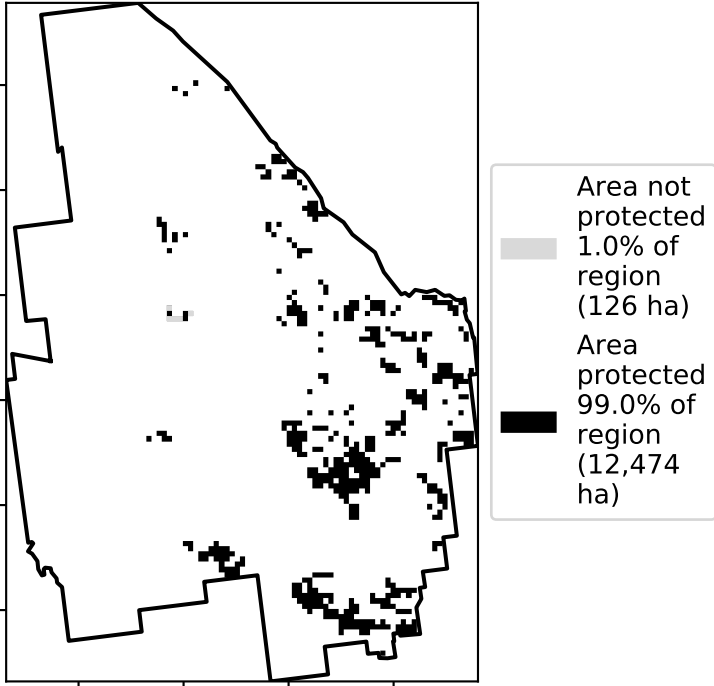 Area not
protected
1.0% of
region
(126 ha)
Area
protected
99.0% of
region
(12,474
ha)